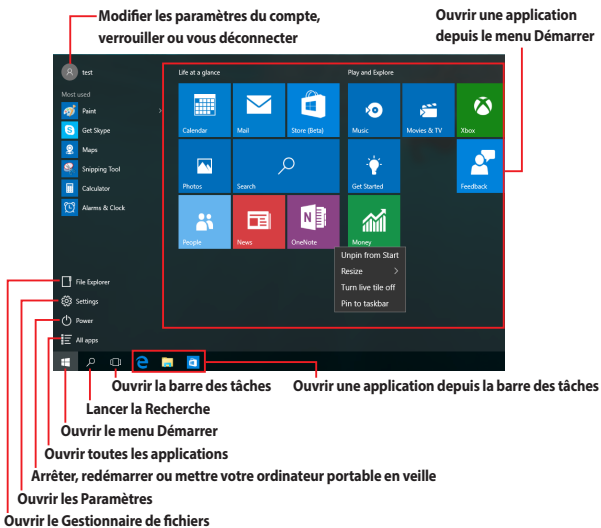 Modifier les paramètres du compte,
verrouiller ou vous déconnecter
Ouvrir une application
depuis le menu Démarrer
test
Life at a glance
Play and Explore
Most used
Paint
Get Skype
Maps
Snipping Tool
Calculator
Alarms & Clock
Calendar
Mail
Store (Beta)
Music
Movies & TV
Xbox
Photos
Search
Get Started
Feedback
People
News
OneNote
Money
Unpin from Start
Resize
Turn live tile off
Pin to taskbar
File Explorer
Settings
Power
All apps
Ouvrir la barre des tâches
Ouvrir une application depuis la barre des tâches
Lancer la Recherche
Ouvrir le menu Démarrer
Ouvrir toutes les applications
Arrêter, redémarrer ou mettre votre ordinateur portable en veille
Ouvrir les Paramètres
Ouvrir le Gestionnaire de fichiers